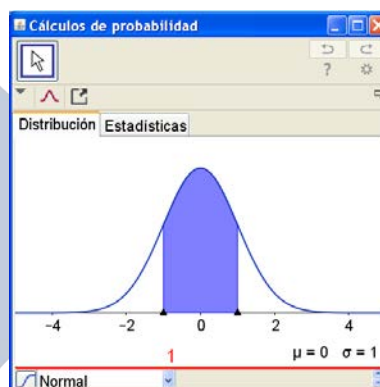 Cálculos de probabilidad
?
Distribución Estadísticas
-4 -2 0 2 4
1
μ = 0 σ = 1
Normal